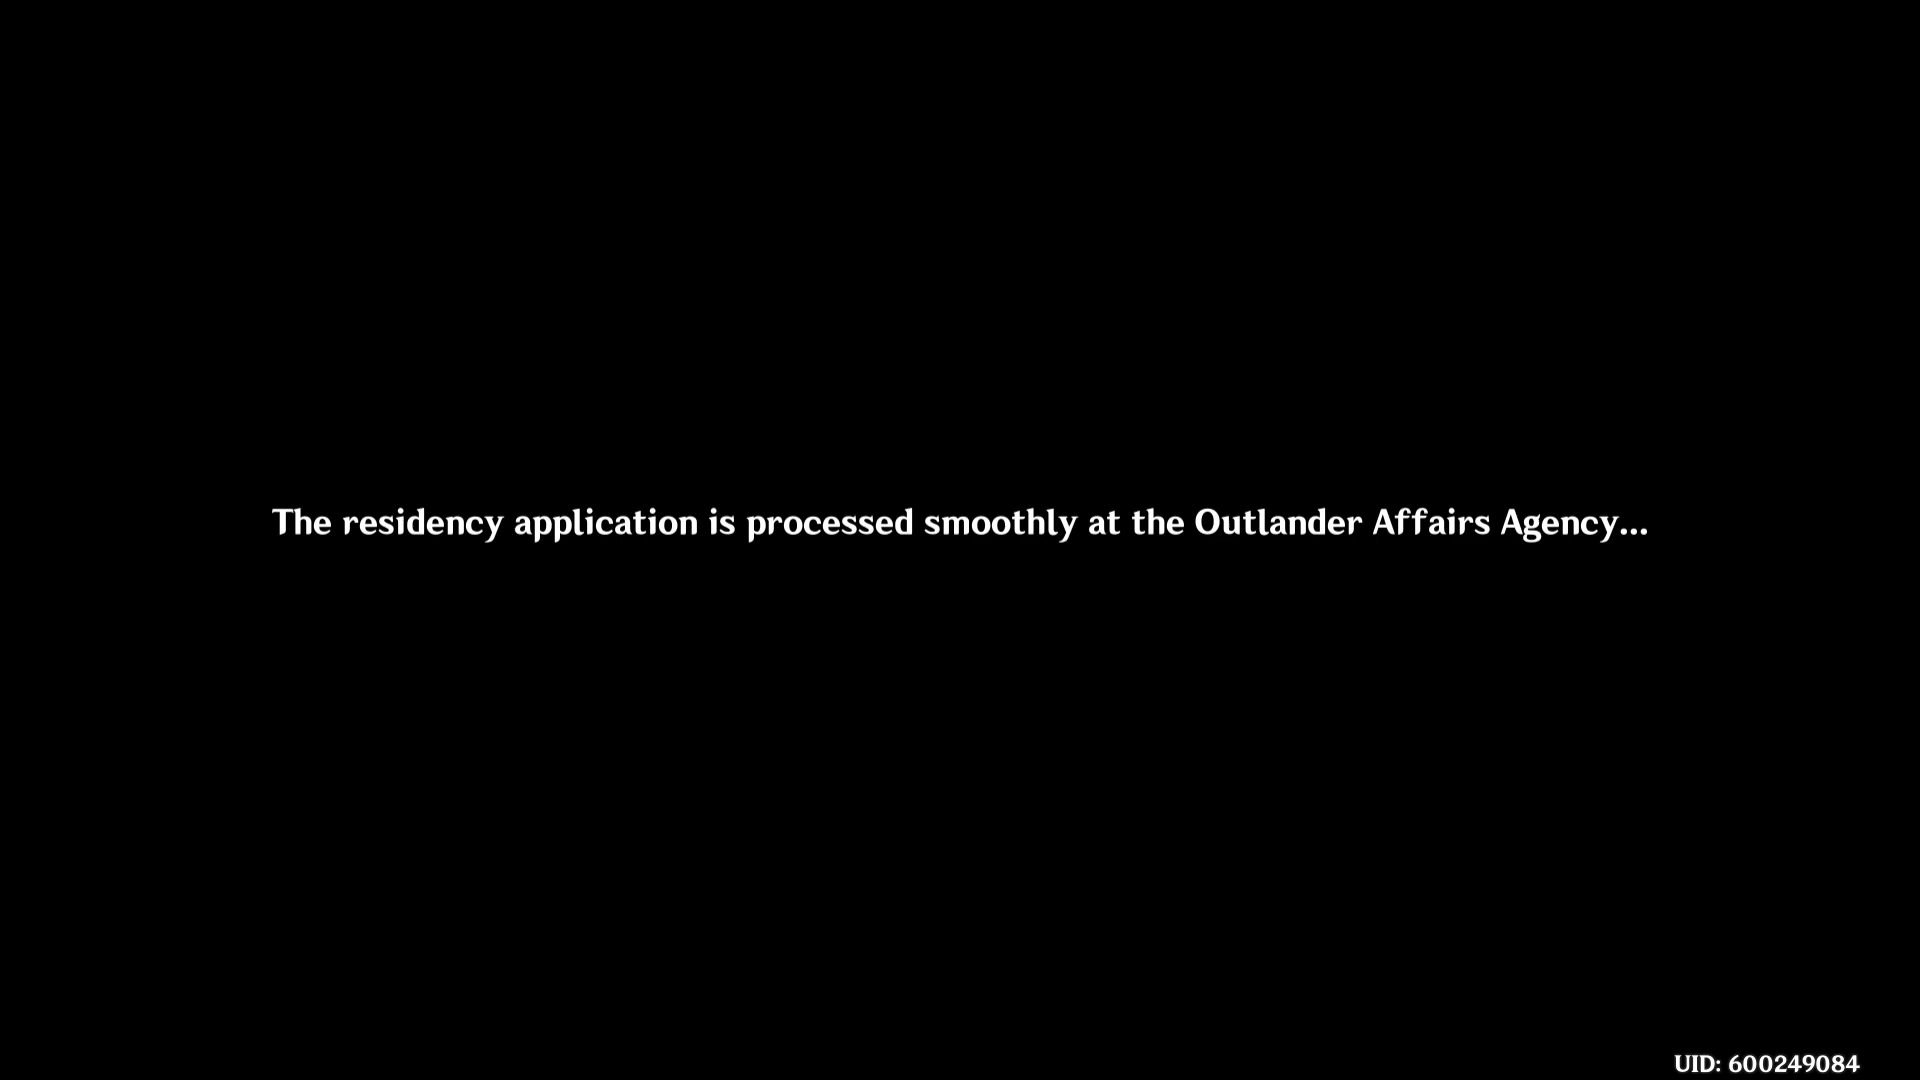 The residency application is processed smoothly at the Outlander Affairs Agency...
UID: 600249084